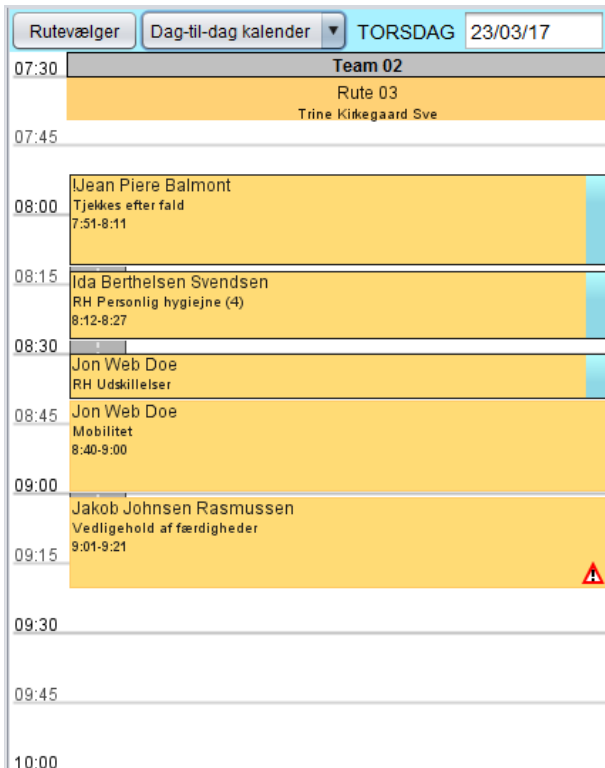 Rutevælger Dag-til-dag kalender TORSDAG 23/03/17
07:30 Team 02
Rute 03
Trine Kirkegaard Sve
07:45
!Jean Piere Balmont
08:00 Tjekkes efter fald
7:51-8:11
08:15 Ida Berthelsen Svendsen
RH Personlig hygiejne (4)
8:12-8:27
08:30
Jon Web Doe
RH Udskillelser
08:45 Jon Web Doe
Mobilitet
8:40-9:00
09:00
Jakob Johnsen Rasmussen
Vedligehold af færdigheder
09:15 9:01-9:21
09:30
09:45
10:00